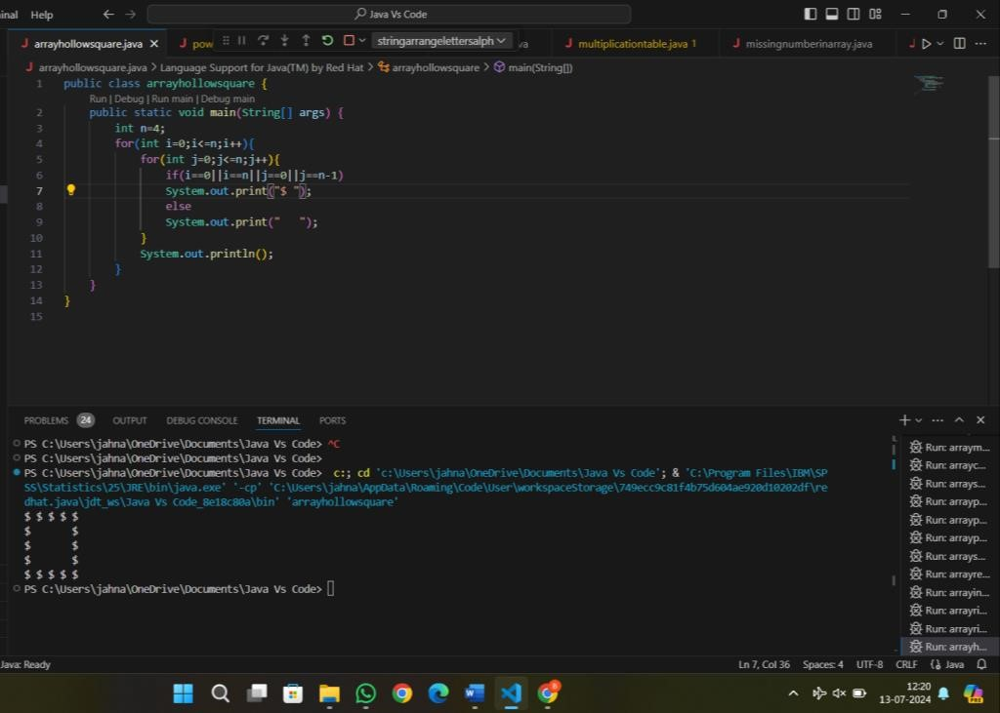 inal Help
Java Vs Code
arrayhollowsquare.java
pow
stringarrangelettersalph
va
multiplicationtable.java 1
missingnumberinarray.java
arrayhollowsquare.java > Language Support for Java(TM) by Red Hat > arrayhollowsquare > main(String[])
1 public class arrayhollowsquare {
Run | Debug | Run main | Debug main
2 public static void main(String[] args) {
3 int n=4;
4 for(int i=0;i<=n;i++){
5 for(int j=0;j<=n;j++){
6 if(i==0||i==n||j==0||j==n-1)
7 System.out.print("$ ");
8 else
9 System.out.print("   ");
10 }
11 System.out.println();
12 }
13 }
14 }
15
PROBLEMS 24 OUTPUT DEBUG CONSOLE TERMINAL PORTS
PS C:\Users\jahna\OneDrive\Documents\Java Vs Code> ^C
PS C:\Users\jahna\OneDrive\Documents\Java Vs Code>
PS C:\Users\jahna\OneDrive\Documents\Java Vs Code> c:; cd 'c:\Users\jahna\OneDrive\Documents\Java Vs Code'; & 'C:\Program Files\IBM\SP
SS\Statistics\25\JRE\bin\java.exe' '-cp' 'C:\Users\jahna\AppData\Roaming\Code\User\workspaceStorage\749ecc9c81f4b75d604ae920d10202df\re
dhat.java\jdt_ws\Java Vs Code_8e18c80a\bin' 'arrayhollowsquare'
$ $ $ $ $
$       $
$       $
$       $
$ $ $ $ $
PS C:\Users\jahna\OneDrive\Documents\Java Vs Code>
Run: arraym...
Run: arrayc...
Run: arrays...
Run: arrayp...
Run: arrayp...
Run: arrayp...
Run: arrays...
Run: arrayre...
Run: arrayin...
Run: arrayri...
Run: arrayri...
Run: arrayh...
Java: Ready
Ln 7, Col 36 Spaces: 4 UTF-8 CRLF {} Java
8
12:20
13-07-2024
PRE